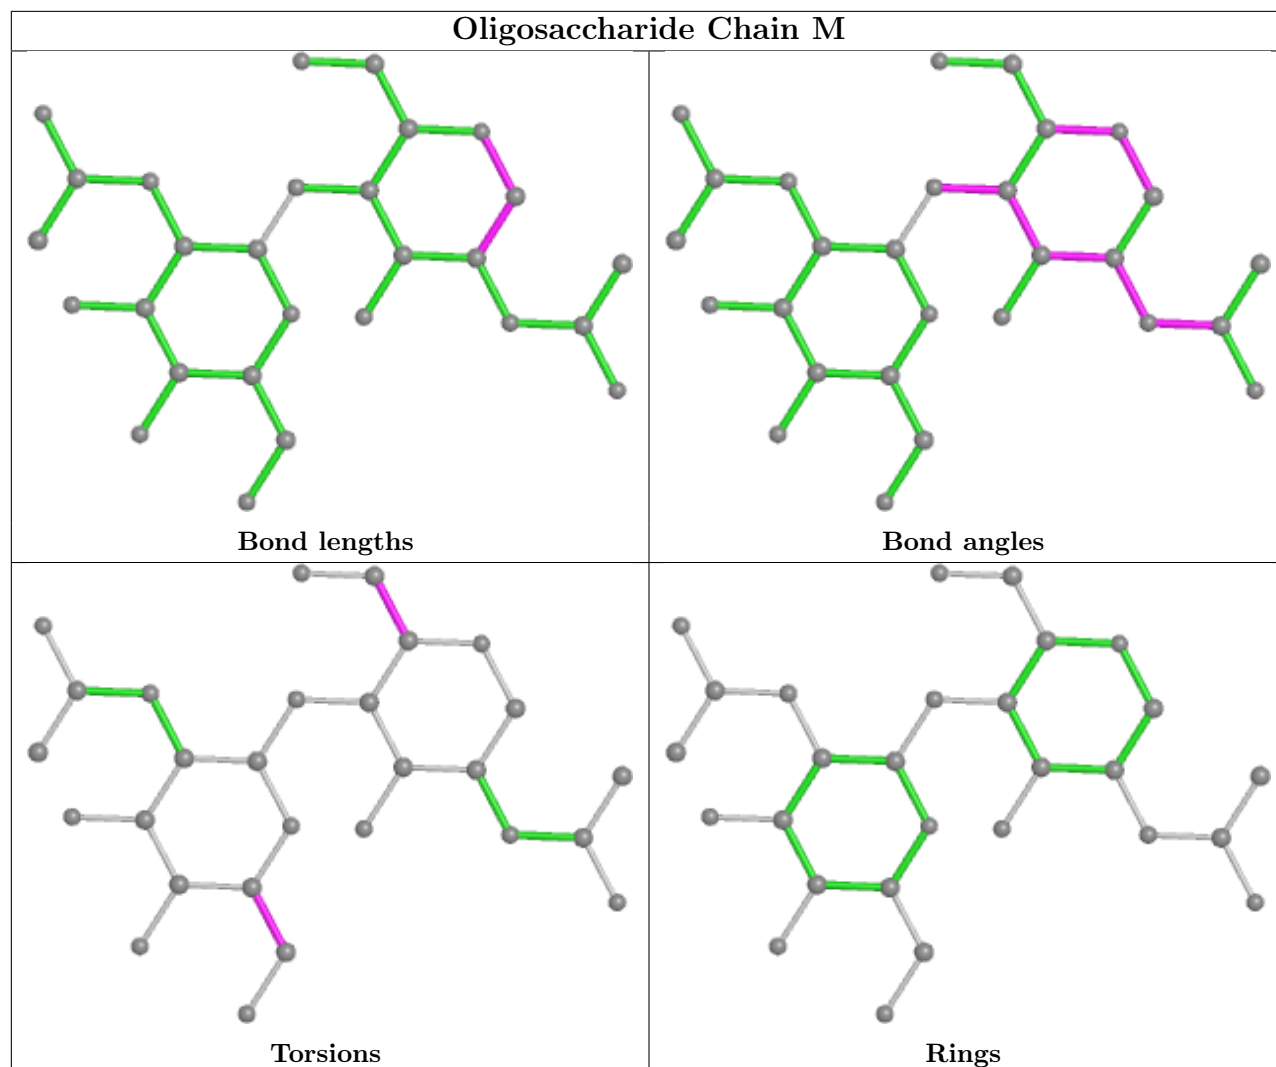 Oligosaccharide Chain M
Bond lengths
Bond angles
Torsions
Rings